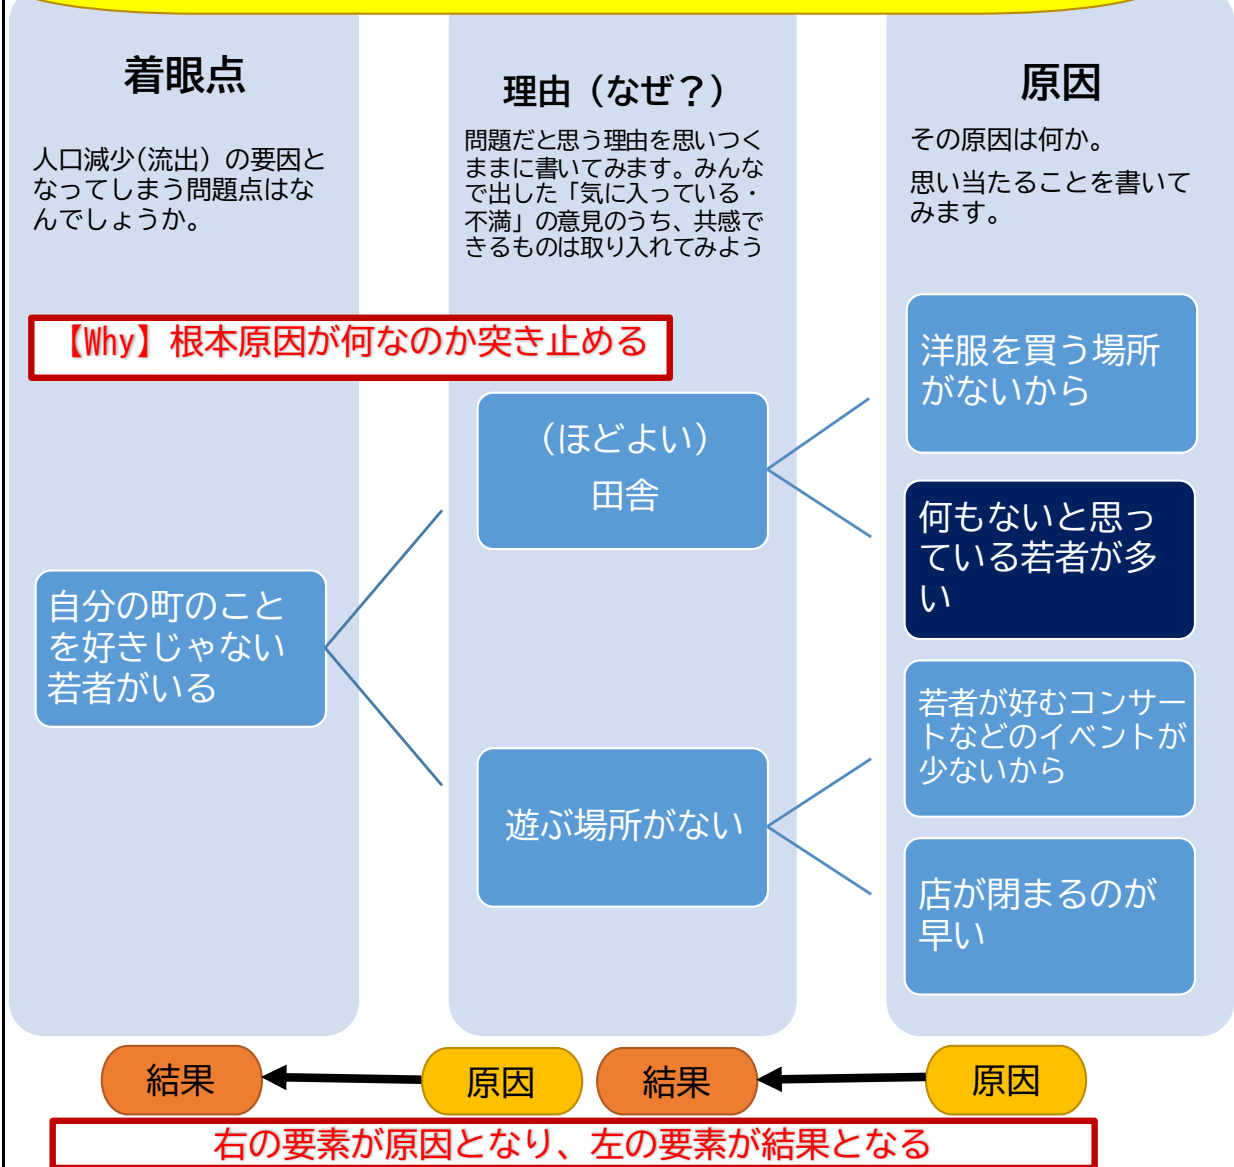 着眼点
人口減少(流出）の要因と
なってしまう問題点はな
んでしょうか。
理由（なぜ？）
問題だと思う理由を思いつく
ままに書いてみます。みんな
で出した「気に入っている・
不満」の意見のうち、共感で
きるものは取り入れてみよう
原因
その原因は何か。
思い当たることを書いて
みます。
【Why】根本原因が何なのか突き止める
自分の町のこと
を好きじゃない
若者がいる
（ほどよい）
田舎
遊ぶ場所がない
洋服を買う場所
がないから
何もないと思っ
ている若者が多
い
若者が好むコンサー
トなどのイベントが
少ないから
店が閉まるのが
早い
結果
原因
結果
原因
右の要素が原因となり、左の要素が結果となる